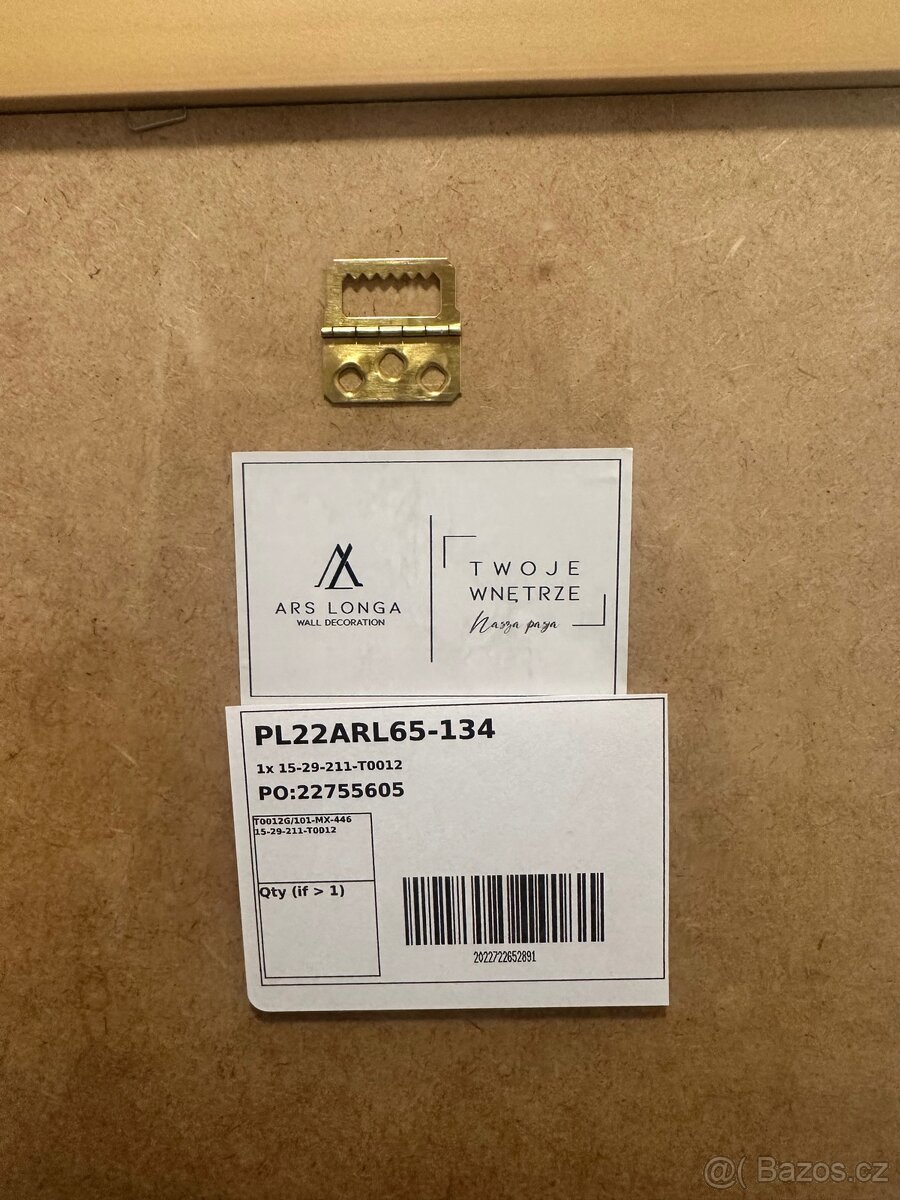 ARS LONGA
WALL DECORATION
TWOJE
WNĘTRZE
Nasza pasja
PL22ARL65-134
1x 15-29-211-T0012
PO:22755605
T0012G/101-MX-446
15-29-211-T0012
Qty (if > 1)
2022722652891
@( Bazos.cz